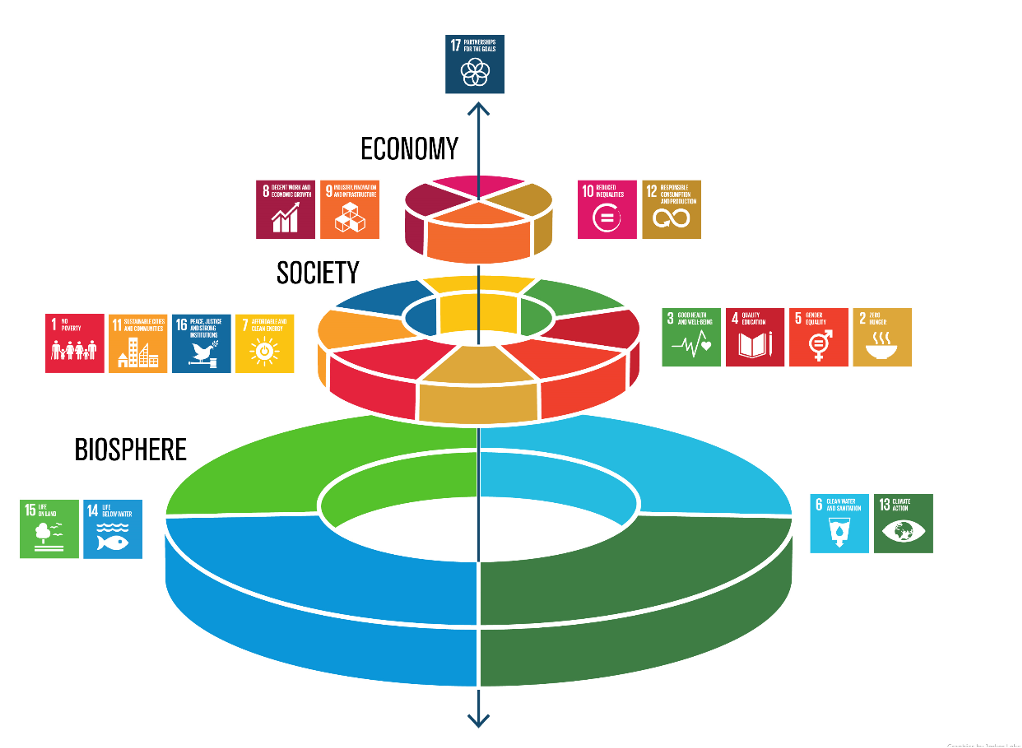 17 PARTNERSHIPS
FOR THE GOALS
ECONOMY
8 DECENT WORK AND
ECONOMIC GROWTH
9 INDUSTRY, INNOVATION
AND INFRASTRUCTURE
10 REDUCED
INEQUALITIES
12 RESPONSIBLE
CONSUMPTION
AND PRODUCTION
SOCIETY
1 NO
POVERTY
11 SUSTAINABLE CITIES
AND COMMUNITIES
16 PEACE, JUSTICE
AND STRONG
INSTITUTIONS
7 AFFORDABLE AND
CLEAN ENERGY
3 GOOD HEALTH
AND WELL-BEING
4 QUALITY
EDUCATION
5 GENDER
EQUALITY
2 ZERO
HUNGER
BIOSPHERE
15 LIFE
ON LAND
14 LIFE
BELOW WATER
6 CLEAN WATER
AND SANITATION
13 CLIMATE
ACTION